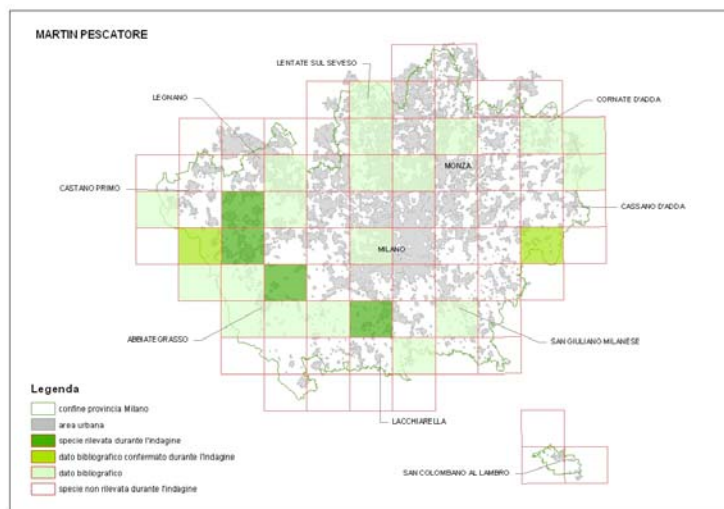 MARTIN PESCATORE
LENTATE SUL SEVESO
LEGNANO
CORNATE D'ADDA
MONZA
CASTANO PRIMO
CASSANO D'ADDA
MILANO
ABBIATEGRASSO
SAN GIULIANO MILANESE
Legenda
confine provincia Milano
area urbana
LACCHIARELLA
specie rilevata durante l'indagine
dato bibliografico confermato durante l'indagine
dato bibliografico
SAN COLOMBANO AL LAMBRO
specie non rilevata durante l'indagine